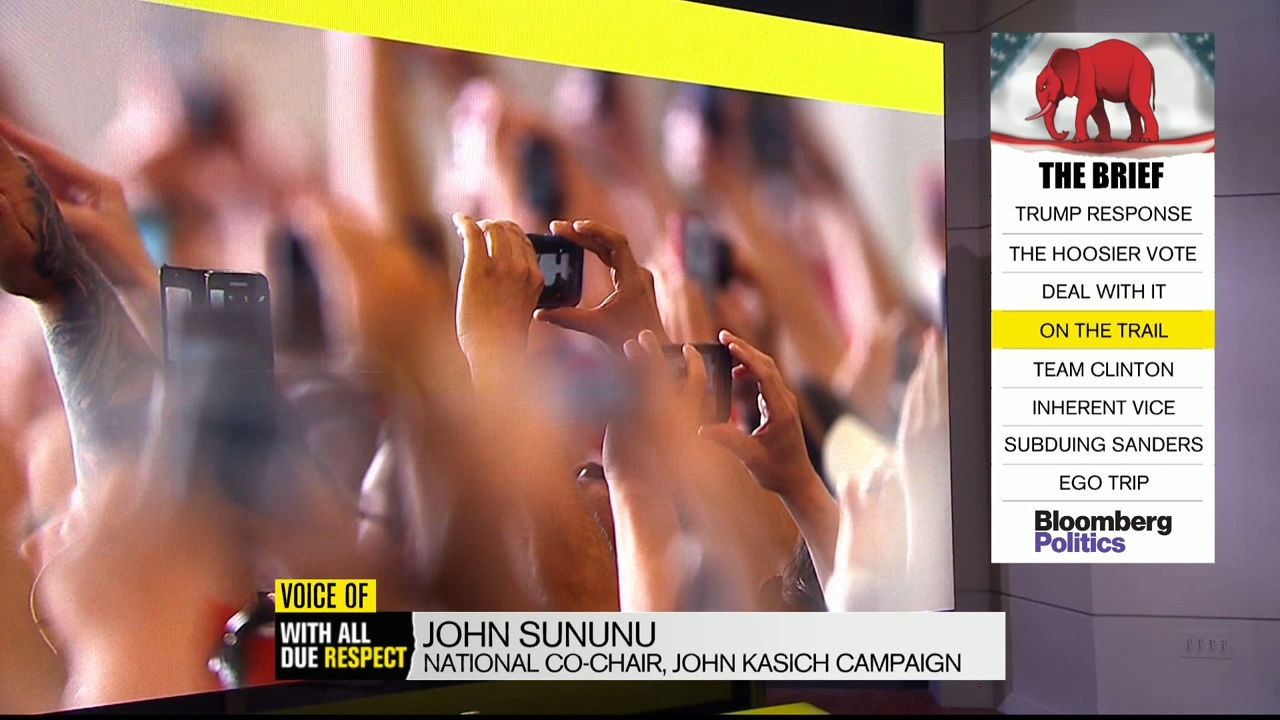 THE BRIEF
TRUMP RESPONSE
THE HOOSIER VOTE
DEAL WITH IT
ON THE TRAIL
TEAM CLINTON
INHERENT VICE
SUBDUING SANDERS
EGO TRIP
Bloomberg
Politics
VOICE OF
WITH ALL
DUE RESPECT
JOHN SUNUNU
NATIONAL CO-CHAIR, JOHN KASICH CAMPAIGN